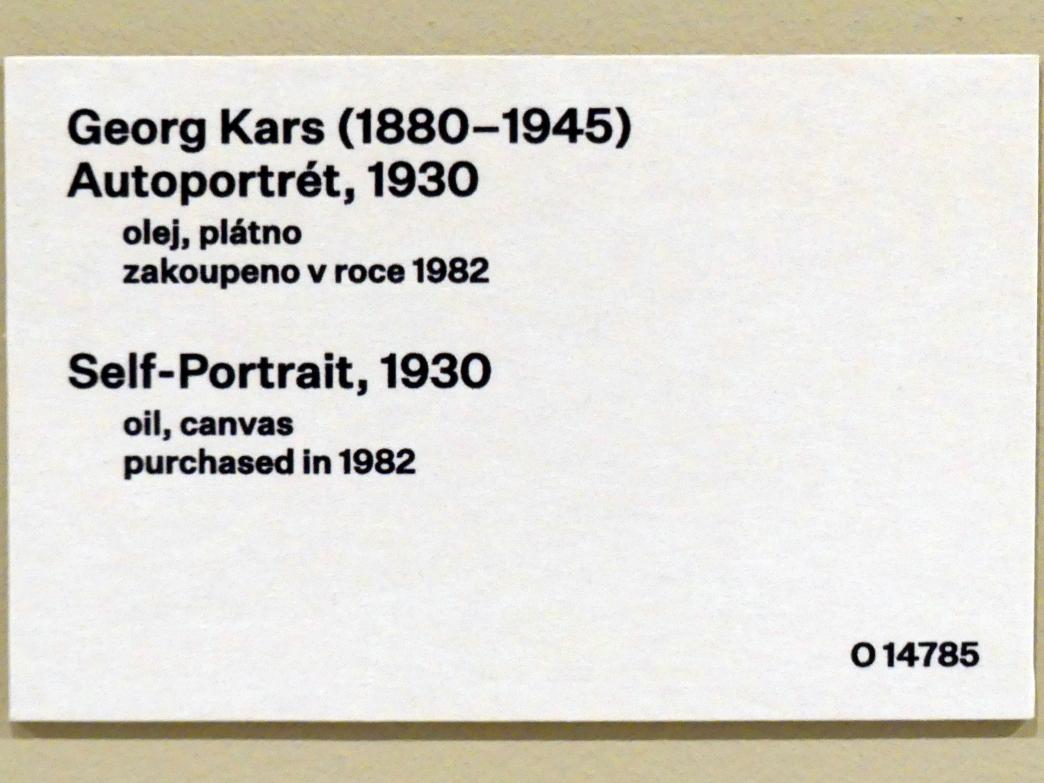 Georg Kars (1880–1945)
Autoportrét, 1930
olej, plátno
zakoupeno v roce 1982
Self-Portrait, 1930
oil, canvas
purchased in 1982
O 14785